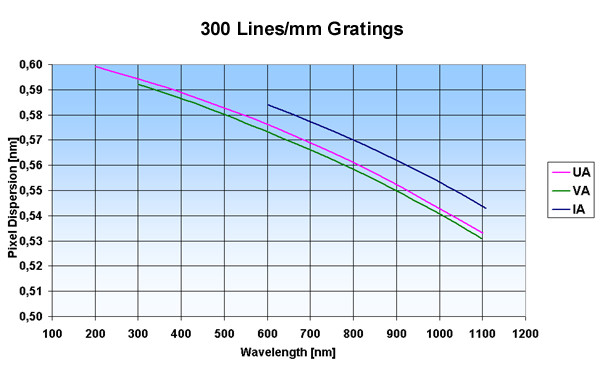 300 Lines/mm Gratings
Pixel Dispersion [nm]
0,60
0,59
0,58
0,57
0,56
0,55
0,54
0,53
0,52
0,51
0,50
100 200 300 400 500 600 700 800 900 1000 1100 1200
Wavelength [nm]
UA
VA
IA